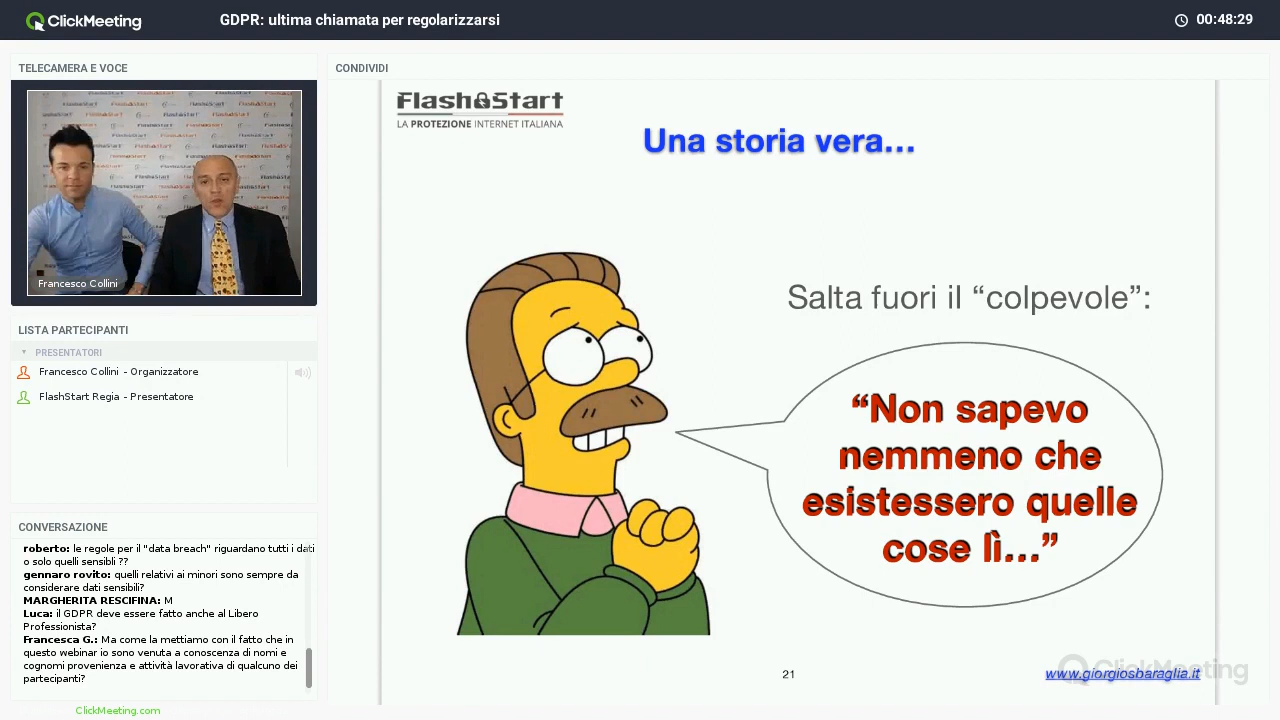 ClickMeeting
GDPR: ultima chiamata per regolarizzarsi
00:48:29
TELECAMERA E VOCE
Francesco Collini
LISTA PARTECIPANTI
PRESENTATORI
Francesco Collini - Organizzatore
FlashStart Regia - Presentatore
CONVERSAZIONE
roberto: le regole per il "data breach" riguardano tutti i dati
o solo quelli sensibli ??
gennaro rovito: quelli relativi ai minori sono sempre da
considerare dati sensibili?
MARGHERITA RESCIFINA: M
Luca: il GDPR deve essere fatto anche al Libero
Professionista?
Francesca G.: Ma come la mettiamo con il fatto che in
questo webinar io sono venuta a conoscenza di nomi e
cognomi provenienza e attività lavorativa di qualcuno dei
partecipanti?
ClickMeeting.com
CONDIVIDI
Flash Start
LA PROTEZIONE INTERNET ITALIANA
Una storia vera...
Salta fuori il “colpevole”:
“Non sapevo
nemmeno che
esistessero quelle
cose lì...”
21
www.giorgiosbaraglia.it
ClickMeeting